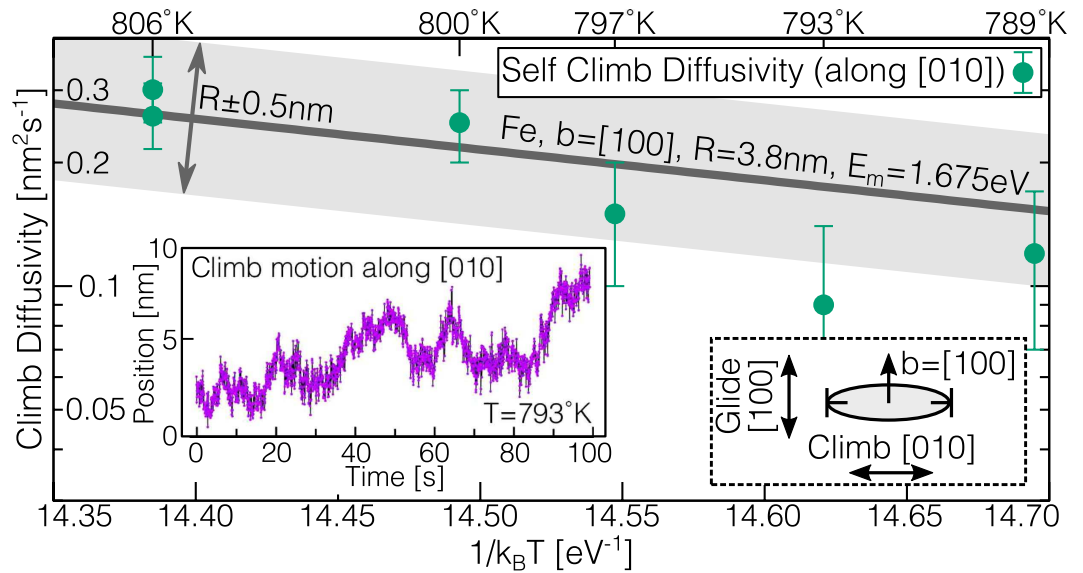 806°K 800°K 797°K 793°K 789°K
Self Climb Diffusivity (along [010])
R±0.5nm
Fe, b=[100], R=3.8nm, Eₘ=1.675eV
Climb Diffusivity [nm²s⁻¹]
0.3
0.2
0.1
0.05
Climb motion along [010]
Position [nm]
10
5
0
T=793°K
0 20 40 60 80 100
Time [s]
Glide
[100]
b=[100]
Climb [010]
14.35 14.40 14.45 14.50 14.55 14.60 14.65 14.70
1/k_BT [eV⁻¹]